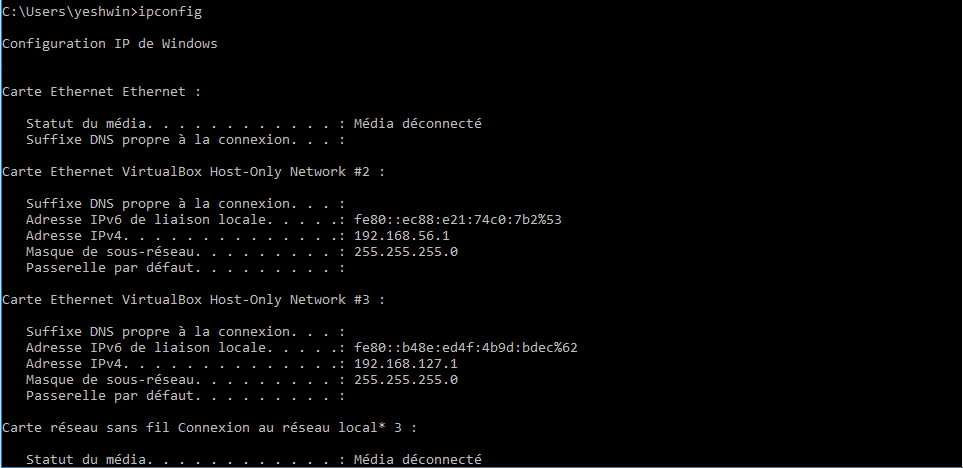 C:\Users\yeshwin>ipconfig
Configuration IP de Windows
Carte Ethernet Ethernet :
Statut du média. . . . . . . . . . . . : Média déconnecté
Suffixe DNS propre à la connexion. . . :
Carte Ethernet VirtualBox Host-Only Network #2 :
Suffixe DNS propre à la connexion. . . :
Adresse IPv6 de liaison locale. . . . .: fe80::ec88:e21:74c0:7b2%53
Adresse IPv4. . . . . . . . . . . . . .: 192.168.56.1
Masque de sous-réseau. . . . . . . . . : 255.255.255.0
Passerelle par défaut. . . . . . . . . :
Carte Ethernet VirtualBox Host-Only Network #3 :
Suffixe DNS propre à la connexion. . . :
Adresse IPv6 de liaison locale. . . . .: fe80::b48e:ed4f:4b9d:bdec%62
Adresse IPv4. . . . . . . . . . . . . .: 192.168.127.1
Masque de sous-réseau. . . . . . . . . : 255.255.255.0
Passerelle par défaut. . . . . . . . . :
Carte réseau sans fil Connexion au réseau local* 3 :
Statut du média. . . . . . . . . . . . : Média déconnecté